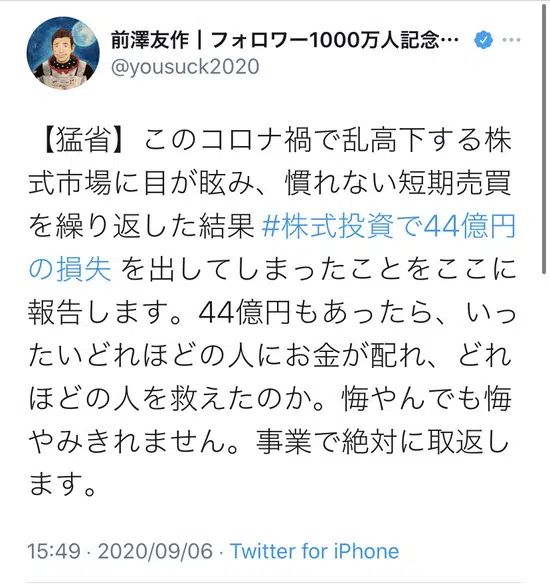 前澤友作┃フォロワー1000万人記念…
@yousuck2020
【猛省】このコロナ禍で乱高下する株
式市場に目が眩み、慣れない短期売買
を繰り返した結果 #株式投資で44億円
の損失 を出してしまったことをここに
報告します。44億円もあったら、いっ
たいどれほどの人にお金が配れ、どれ
ほどの人を救えたのか。悔やんでも悔
やみきれません。事業で絶対に取返し
ます。
15:49 · 2020/09/06 · Twitter for iPhone